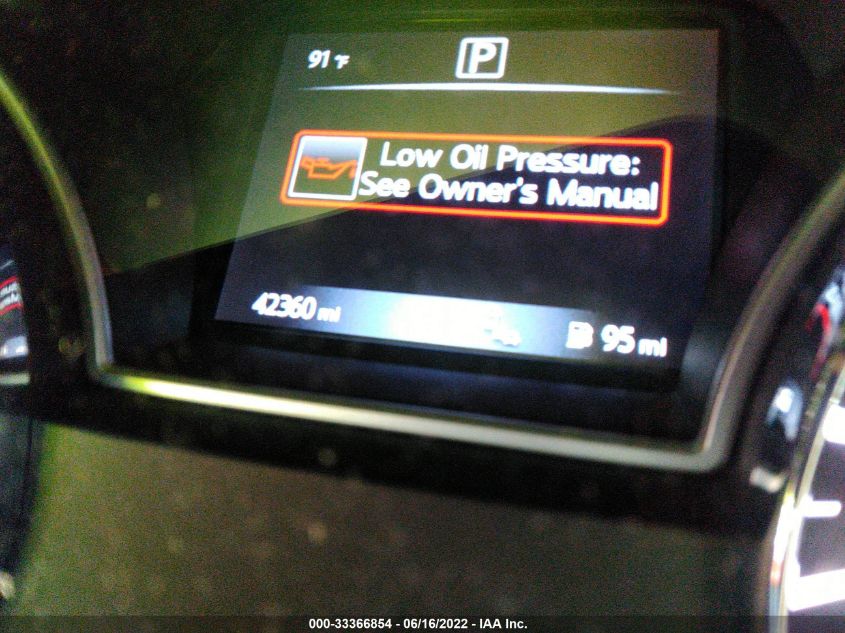 91 °F
P
Low Oil Pressure:
See Owner's Manual
42360 mi
95 mi
000-33366854 - 06/16/2022 - IAA Inc.